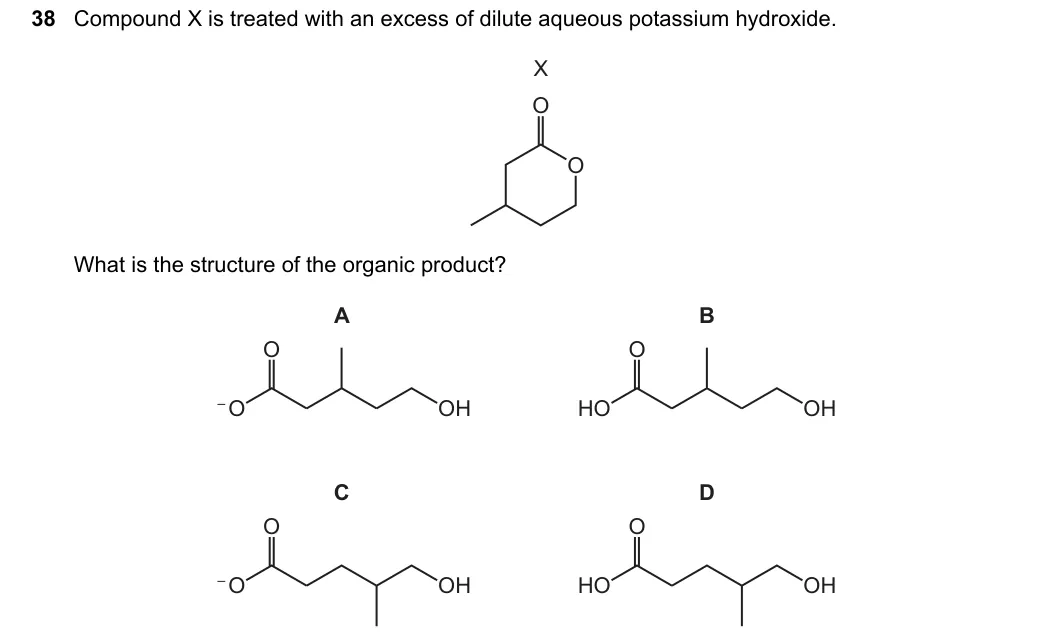 38 Compound X is treated with an excess of dilute aqueous potassium hydroxide.
X
O
O
What is the structure of the organic product?
A B
O O
⁻O OH HO OH
C D
O O
⁻O OH HO OH